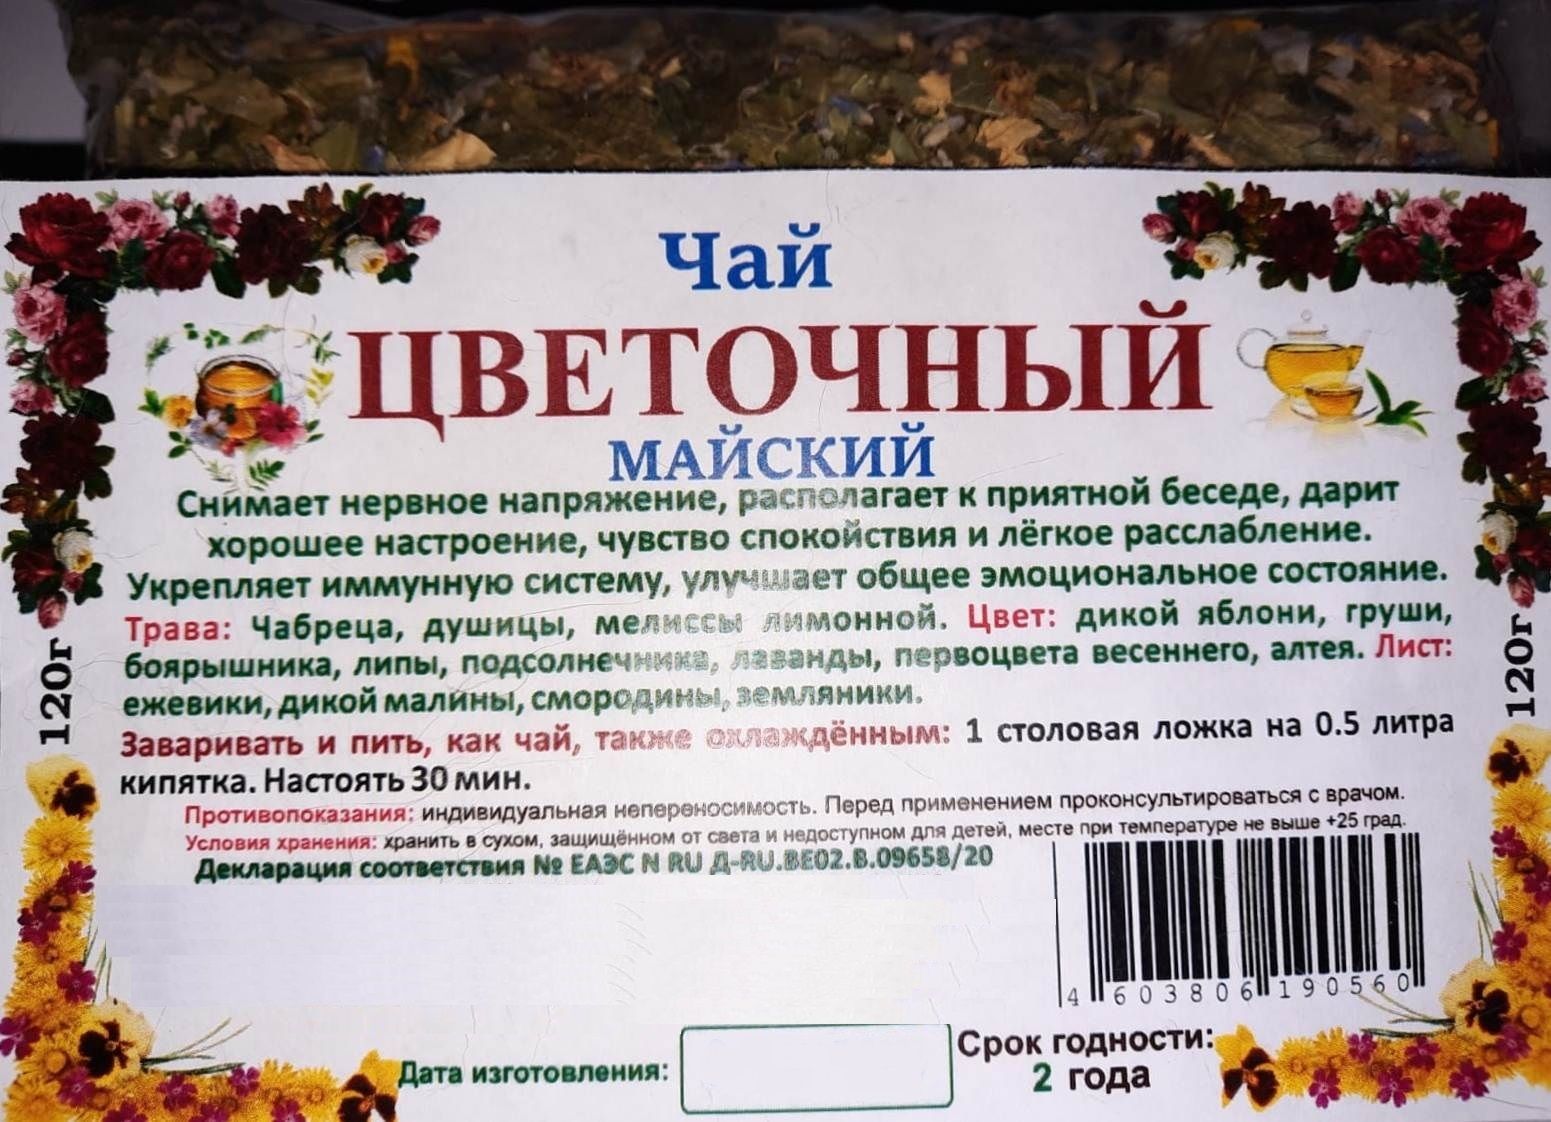 Чай
ЦВЕТОЧНЫЙ
МАЙСКИЙ
Снимает нервное напряжение, располагает к приятной беседе, дарит
хорошее настроение, чувство спокойствия и лёгкое расслабление.
Укрепляет иммунную систему, улучшает общее эмоциональное состояние.
Трава: Чабреца, душицы, мелиссы лимонной. Цвет: дикой яблони, груши,
боярышника, липы, подсолнечника, лаванды, первоцвета весеннего, алтея. Лист:
ежевики, дикой малины, смородины, земляники.
Заваривать и пить, как чай, также охлаждённым: 1 столовая ложка на 0.5 литра
кипятка. Настоять 30 мин.
Противопоказания: индивидуальная непереносимость. Перед применением проконсультироваться с врачом.
Условия хранения: хранить в сухом, защищённом от света и недоступном для детей, месте при температуре не выше +25 град.
Декларация соответствия № ЕАЭС N RU Д-RU.ВЕ02.В.09658/20
120г
120г
4 603806 190560
Дата изготовления:
Срок годности:
2 года